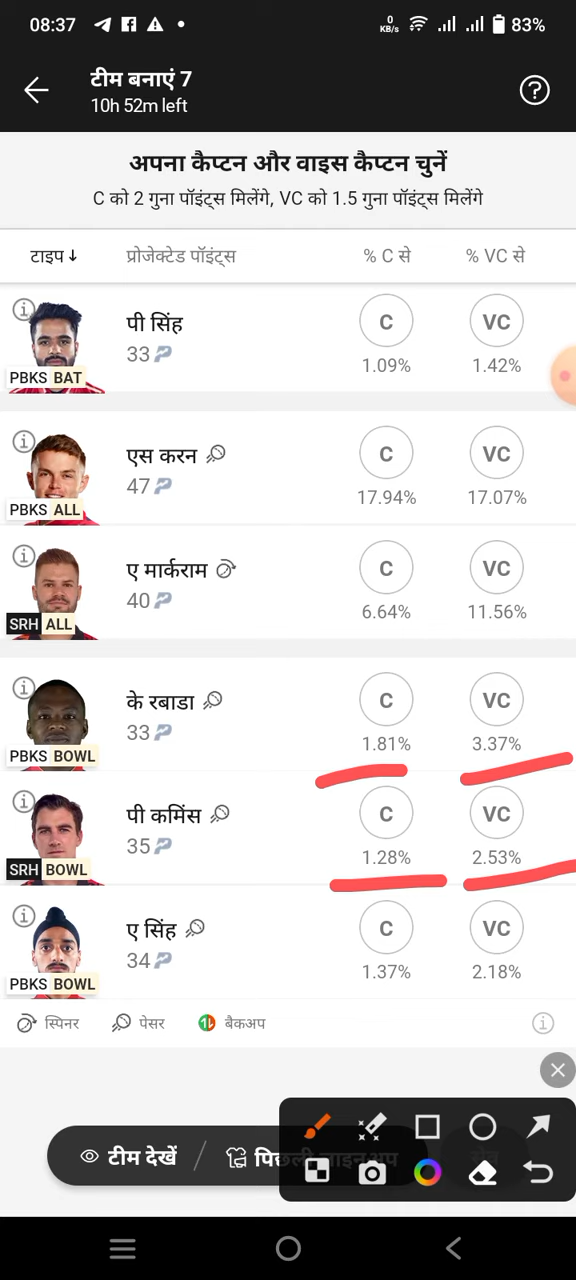 08:37
0 KB/s
83%
टीम बनाएं 7
10h 52m left
अपना कैप्टन और वाइस कैप्टन चुनें
C को 2 गुना पॉइंट्स मिलेंगे, VC को 1.5 गुना पॉइंट्स मिलेंगे
टाइप↓ प्रोजेक्टेड पॉइंट्स % C से % VC से
पी सिंह
33
C VC
1.09% 1.42%
PBKS BAT
एस करन
47
C VC
17.94% 17.07%
PBKS ALL
ए मार्कराम
40
C VC
6.64% 11.56%
SRH ALL
के रबाडा
33
C VC
1.81% 3.37%
PBKS BOWL
पी कमिंस
35
C VC
1.28% 2.53%
SRH BOWL
ए सिंह
34
C VC
1.37% 2.18%
PBKS BOWL
स्पिनर पेसर बैकअप
टीम देखें / पिछली लाइनअप